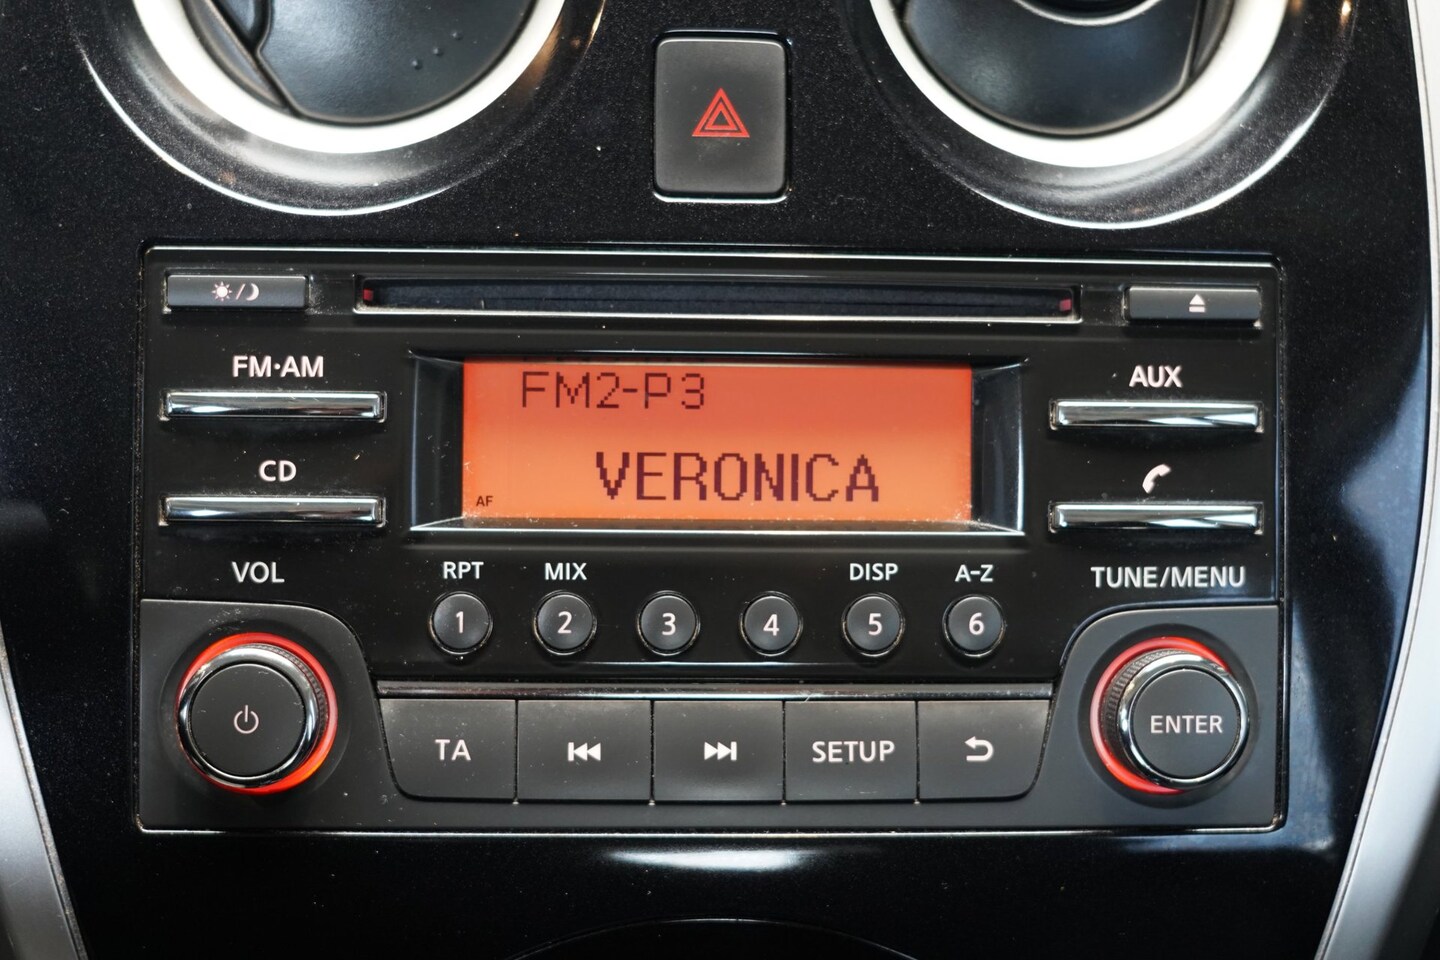 FM·AM
FM2-P3
AUX
CD
VERONICA
AF
VOL
RPT
MIX
DISP
A-Z
TUNE/MENU
1
2
3
4
5
6
TA
SETUP
ENTER